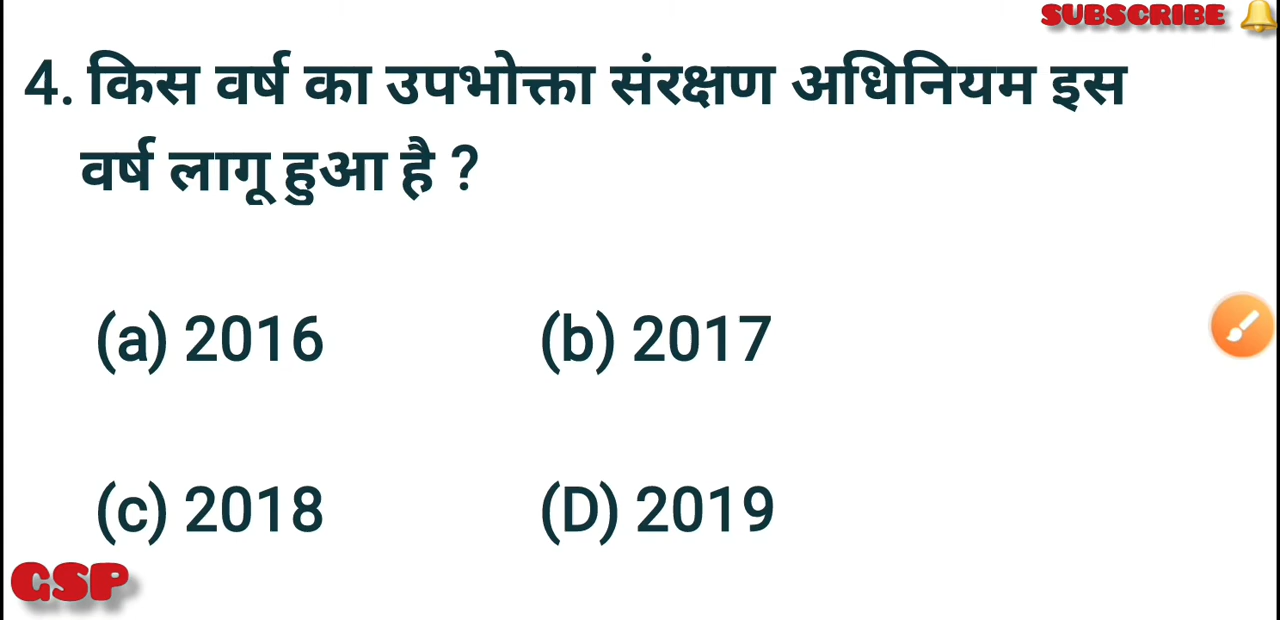 SUBSCRIBE
4. किस वर्ष का उपभोक्ता संरक्षण अधिनियम इस
वर्ष लागू हुआ है ?
(a) 2016 (b) 2017
(c) 2018 (D) 2019
GSP